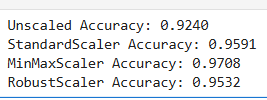 Unscaled Accuracy: 0.9240
StandardScaler Accuracy: 0.9591
MinMaxScaler Accuracy: 0.9708
RobustScaler Accuracy: 0.9532